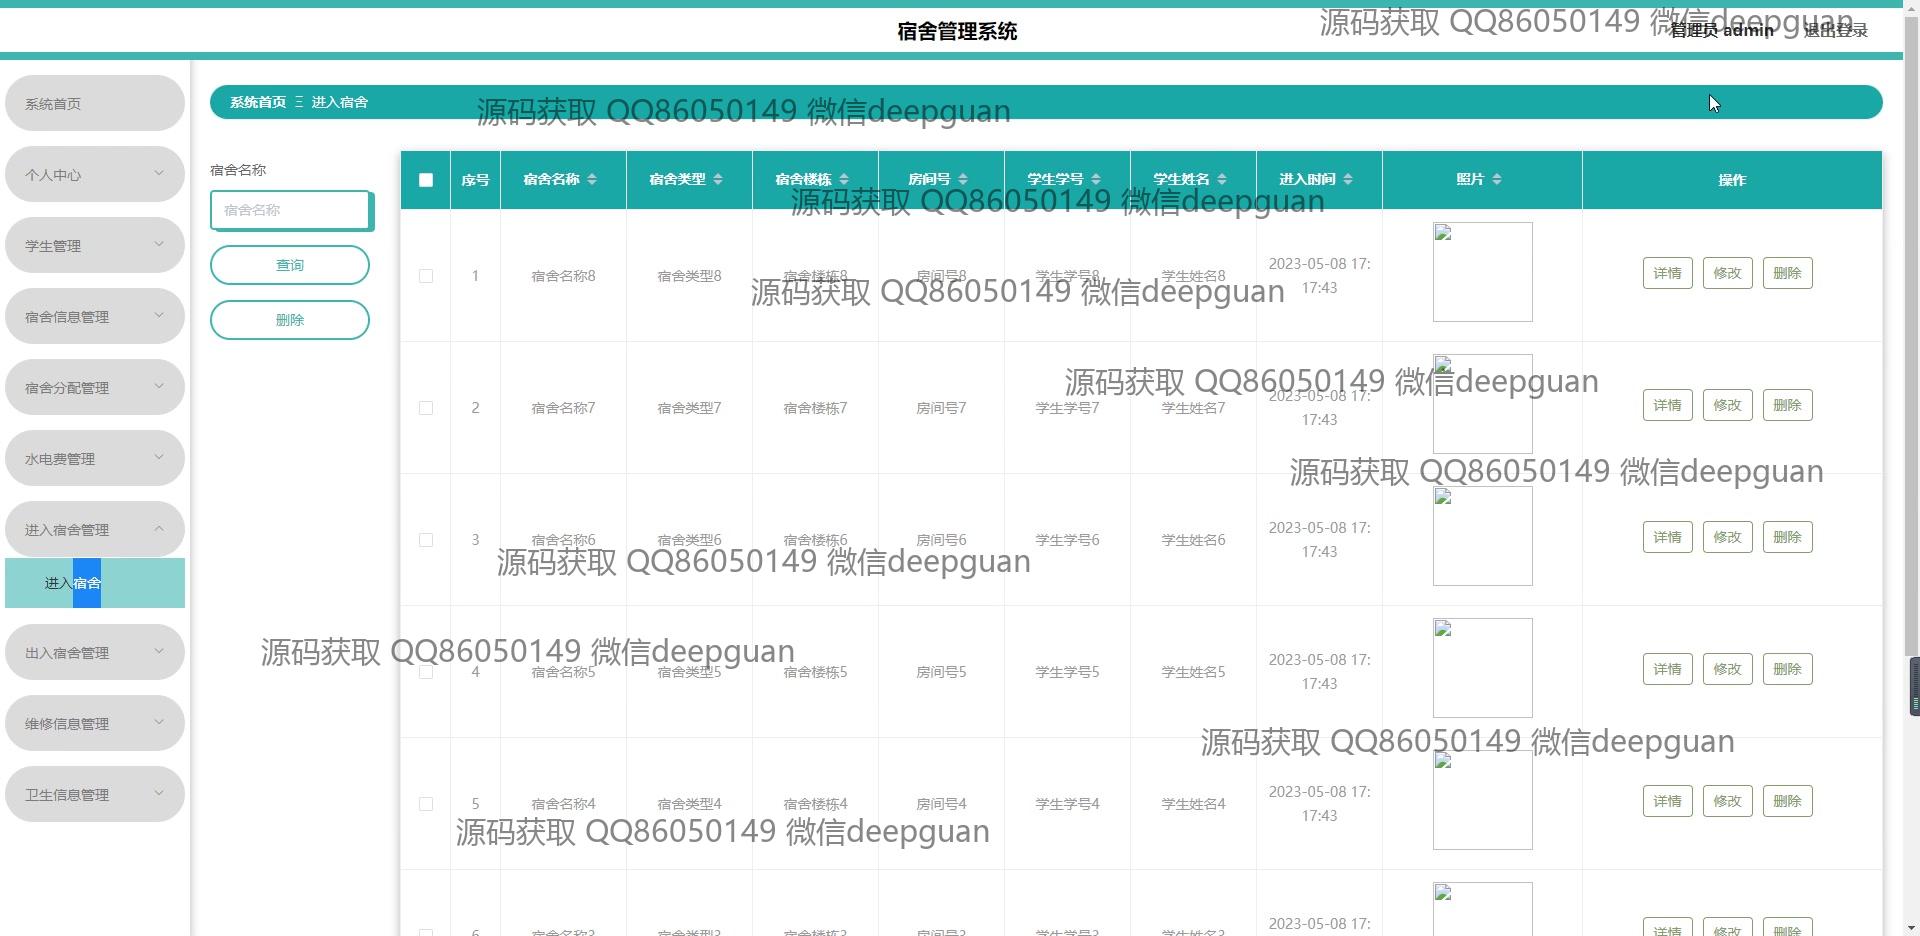 宿舍管理系统
源码获取 QQ86050149 微信deepguan
管理员 admin
退出登录
系统首页
个人中心
学生管理
宿舍信息管理
宿舍分配管理
水电费管理
进入宿舍管理
进入宿舍
出入宿舍管理
维修信息管理
卫生信息管理
系统首页 Ξ 进入宿舍
源码获取 QQ86050149 微信deepguan
宿舍名称
宿舍名称
查询
删除
序号 宿舍名称 宿舍类型 宿舍楼栋 房间号 学生学号 学生姓名 进入时间 照片 操作
源码获取 QQ86050149 微信deepguan
1 宿舍名称8 宿舍类型8 宿舍楼栋8 房间号8 学生学号8 学生姓名8 2023-05-08 17:
17:43
详情 修改 删除
源码获取 QQ86050149 微信deepguan
2 宿舍名称7 宿舍类型7 宿舍楼栋7 房间号7 学生学号7 学生姓名7 2023-05-08 17:
17:43
详情 修改 删除
源码获取 QQ86050149 微信deepguan
源码获取 QQ86050149 微信deepguan
3 宿舍名称6 宿舍类型6 宿舍楼栋6 房间号6 学生学号6 学生姓名6 2023-05-08 17:
17:43
详情 修改 删除
源码获取 QQ86050149 微信deepguan
4 宿舍名称5 宿舍类型5 宿舍楼栋5 房间号5 学生学号5 学生姓名5 2023-05-08 17:
17:43
详情 修改 删除
源码获取 QQ86050149 微信deepguan
源码获取 QQ86050149 微信deepguan
5 宿舍名称4 宿舍类型4 宿舍楼栋4 房间号4 学生学号4 学生姓名4 2023-05-08 17:
17:43
详情 修改 删除
源码获取 QQ86050149 微信deepguan
6 宿舍名称3 宿舍类型3 宿舍楼栋3 房间号3 学生学号3 学生姓名3 2023-05-08 17:
详情 修改 删除